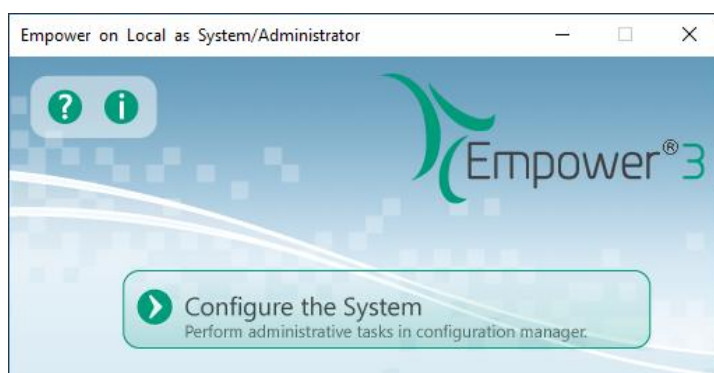 Empower on Local as System/Administrator
? i
Empower®3
Configure the System
Perform administrative tasks in configuration manager.